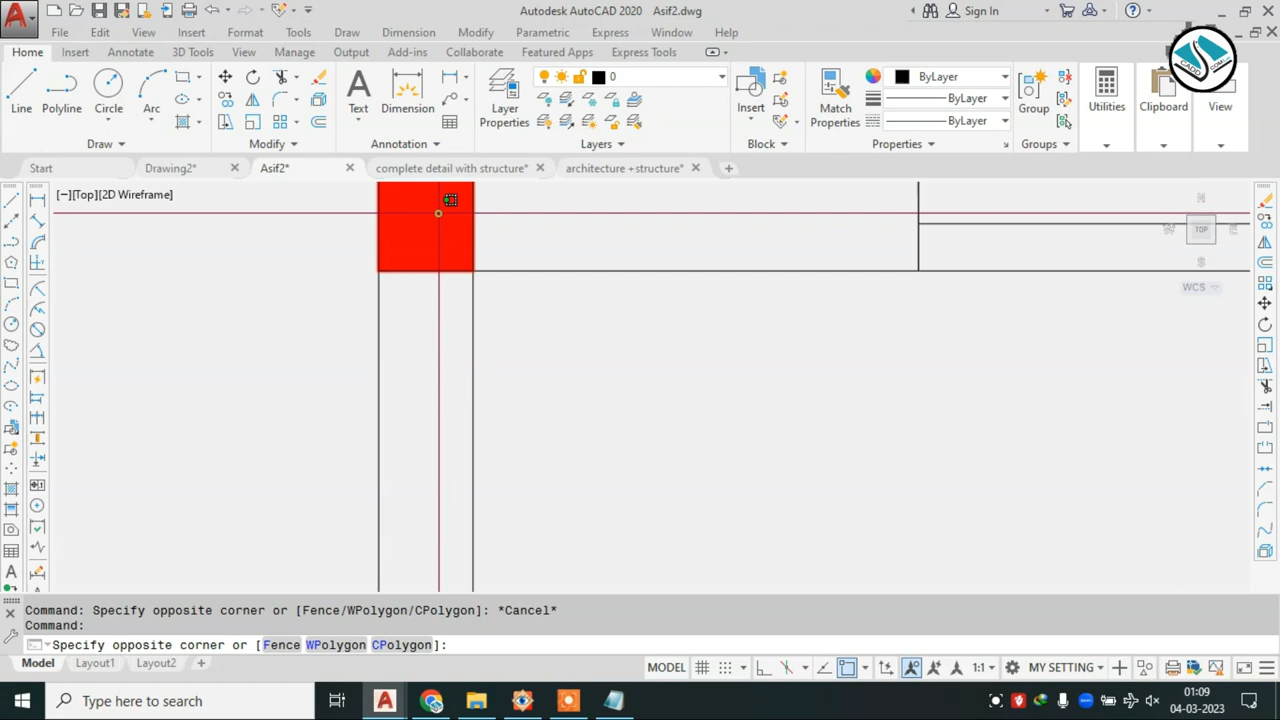 Autodesk AutoCAD 2020 Asif2.dwg
Sign In
File Edit View Insert Format Tools Draw Dimension Modify Parametric Express Window Help
Home Insert Annotation 3D Tools View Manage Output Add-ins Collaborate Featured Apps Express Tools
Line Polyline Circle Arc Text Dimension Layer Properties 0 Insert Match Properties ByLayer ByLayer ByLayer Group Utilities Clipboard View
Draw Modify Annotation Layers Block Properties Groups
Start Drawing2* Asif2* complete detail with structure* architecture +structure*
[−][Top][2D Wireframe]
N
W TOP E
S
WCS
Command: Specify opposite corner or [Fence/WPolygon/CPolygon]: *Cancel*
Command:
Specify opposite corner or [Fence WPolygon CPolygon]:
Model Layout1 Layout2 +
MODEL 1:1 MY SETTING
Type here to search
01:09
04-03-2023